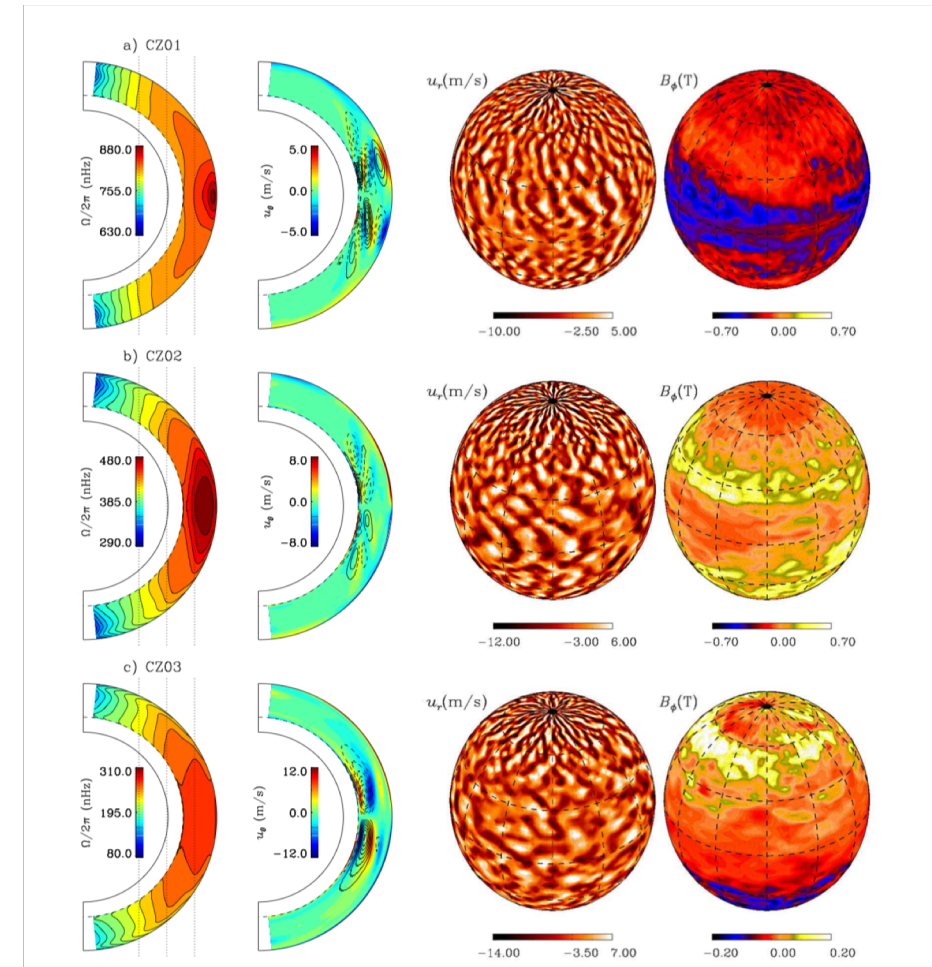 a) CZ01
Ω/2π (nHz)
880.0
755.0
630.0
u_θ (m/s)
5.0
0.0
−5.0
u_r(m/s)
−10.00 −2.50 5.00
B_ϕ(T)
−0.70 0.00 0.70
b) CZ02
Ω/2π (nHz)
480.0
385.0
290.0
u_θ (m/s)
8.0
0.0
−8.0
u_r(m/s)
−12.00 −3.00 6.00
B_ϕ(T)
−0.70 0.00 0.70
c) CZ03
Ω/2π (nHz)
310.0
195.0
80.0
u_θ (m/s)
12.0
0.0
−12.0
u_r(m/s)
−14.00 −3.50 7.00
B_ϕ(T)
−0.20 0.00 0.20